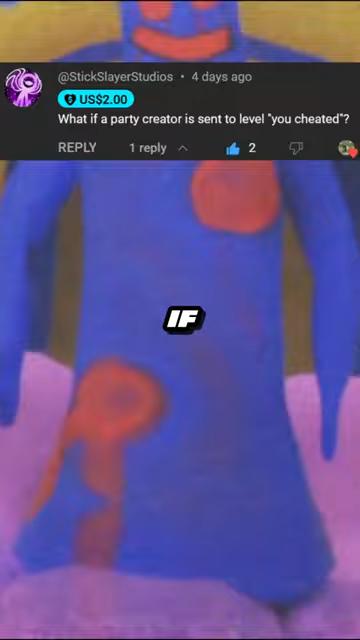 @StickSlayerStudios • 4 days ago
US$2.00
What if a party creator is sent to level "you cheated"?
REPLY 1 reply 2
IF